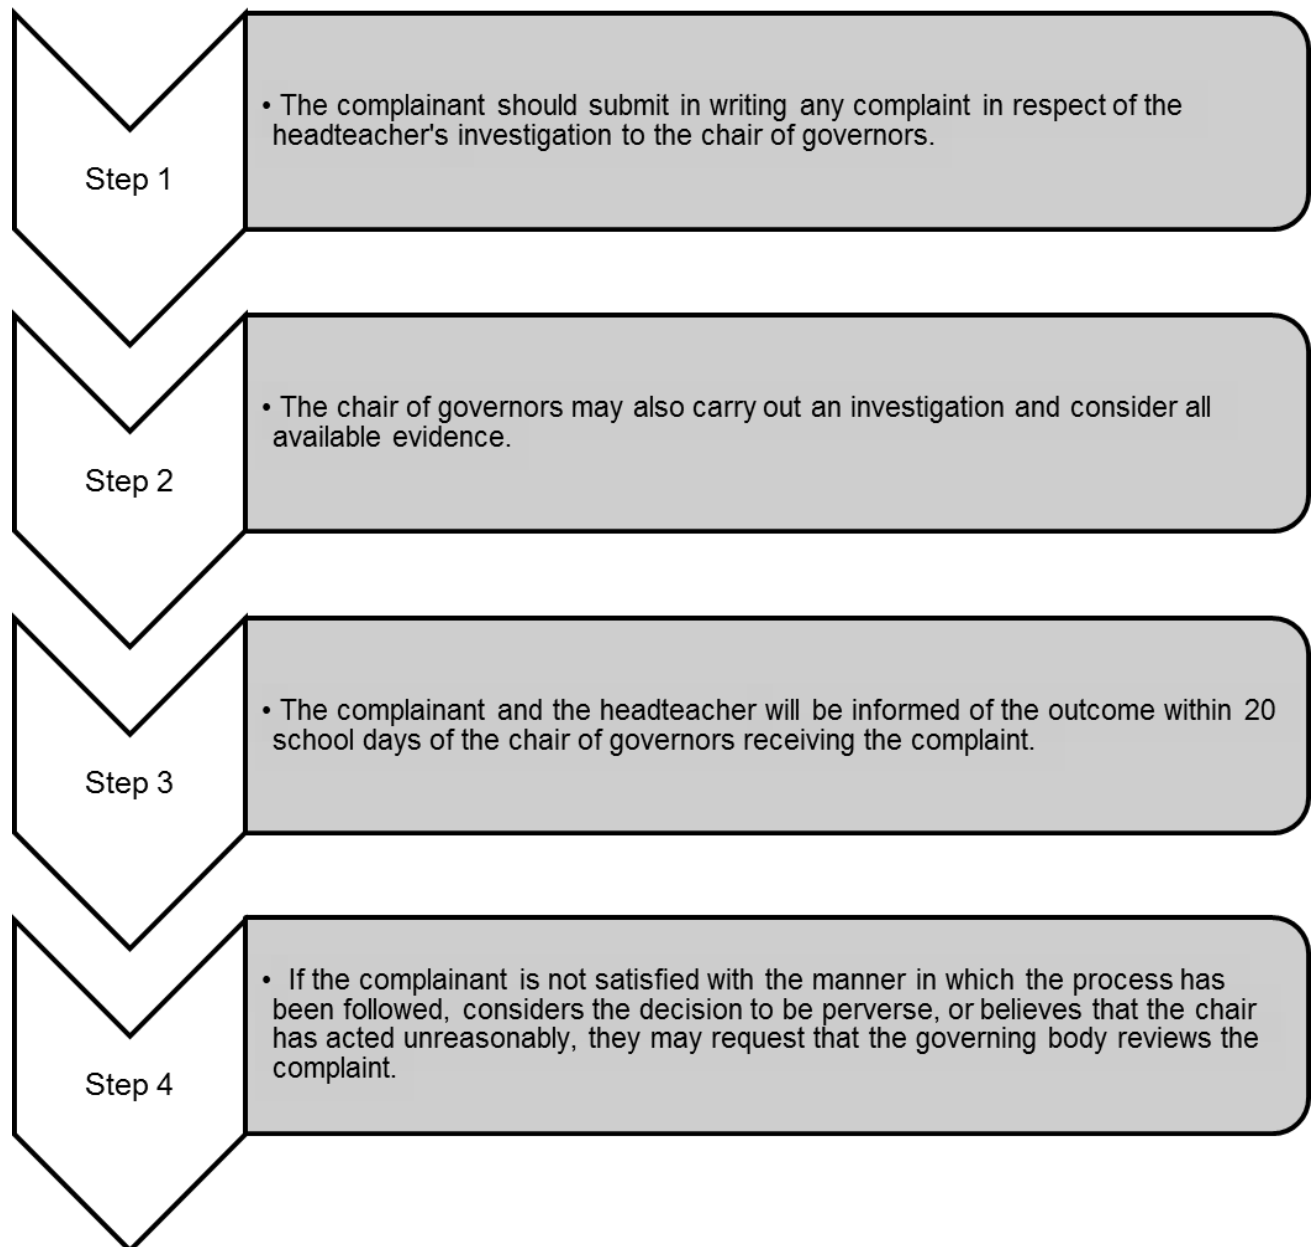 Step 1
• The complainant should submit in writing any complaint in respect of the
headteacher's investigation to the chair of governors.
Step 2
• The chair of governors may also carry out an investigation and consider all
available evidence.
Step 3
• The complainant and the headteacher will be informed of the outcome within 20
school days of the chair of governors receiving the complaint.
Step 4
• If the complainant is not satisfied with the manner in which the process has
been followed, considers the decision to be perverse, or believes that the chair
has acted unreasonably, they may request that the governing body reviews the
complaint.